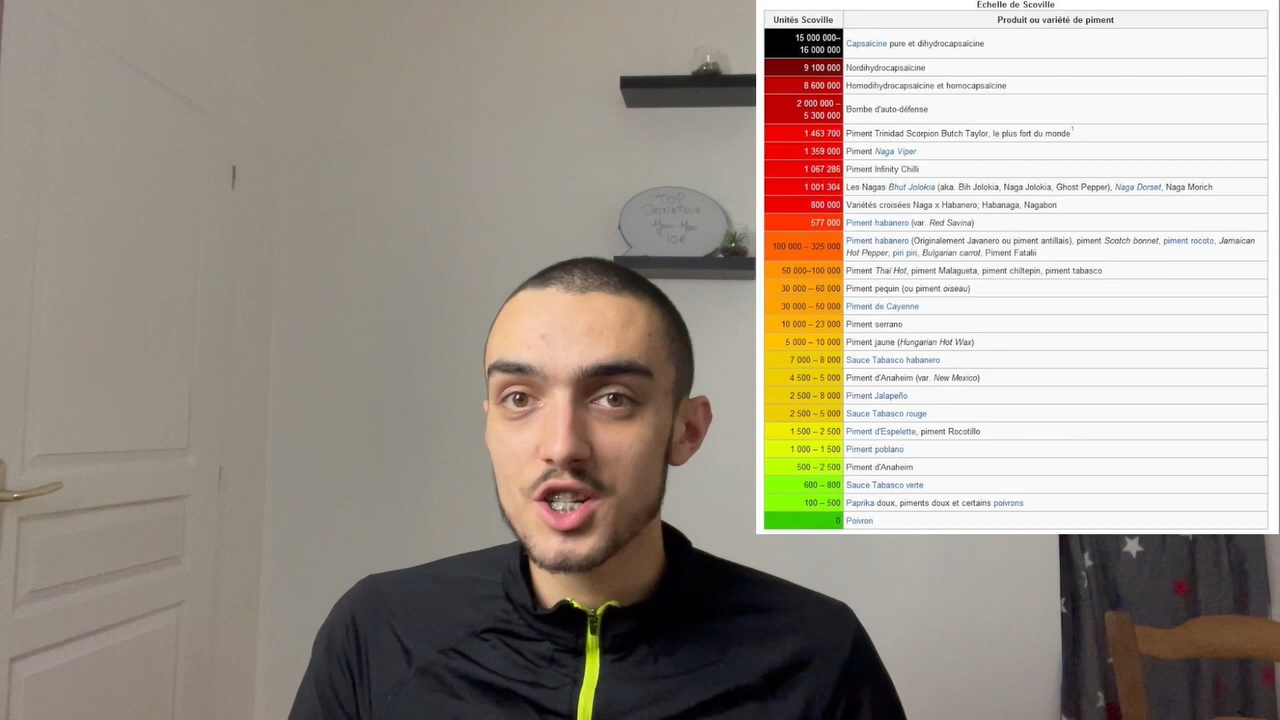 Échelle de Scoville
Unités Scoville Produit ou variété de piment
15 000 000–
16 000 000
Capsaïcine pure et dihydrocapsaïcine
9 100 000 Nordihydrocapsaïcine
8 600 000 Homodihydrocapsaïcine et homocapsaïcine
2 000 000 –
5 300 000
Bombe d'auto-défense
1 463 700 Piment Trinidad Scorpion Butch Taylor, le plus fort du monde1
1 359 000 Piment Naga Viper
1 067 286 Piment Infinity Chilli
1 001 304 Les Nagas Bhut Jolokia (aka. Bih Jolokia, Naga Jolokia, Ghost Pepper), Naga Dorset, Naga Morich
800 000 Variétés croisées Naga x Habanero; Habanaga, Nagabon
577 000 Piment habanero (var. Red Savina)
100 000 – 325 000 Piment habanero (Originalement Javanero ou piment antillais), piment Scotch bonnet, piment rocoto, Jamaican
Hot Pepper, piri piri, Bulgarian carrot, Piment Fatalii
50 000–100 000 Piment Thaï Hot, piment Malagueta, piment chiltepin, piment tabasco
30 000 – 60 000 Piment pequin (ou piment oiseau)
30 000 – 50 000 Piment de Cayenne
10 000 – 23 000 Piment serrano
5 000 – 10 000 Piment jaune (Hungarian Hot Wax)
7 000 – 8 000 Sauce Tabasco habanero
4 500 – 5 000 Piment d'Anaheim (var. New Mexico)
2 500 – 8 000 Piment Jalapeño
2 500 – 5 000 Sauce Tabasco rouge
1 500 – 2 500 Piment d'Espelette, piment Rocotillo
1 000 – 1 500 Piment poblano
500 – 2 500 Piment d'Anaheim
600 – 800 Sauce Tabasco verte
100 – 500 Paprika doux, piments doux et certains poivrons
0 Poivron
TOP
DONATEUR
10€